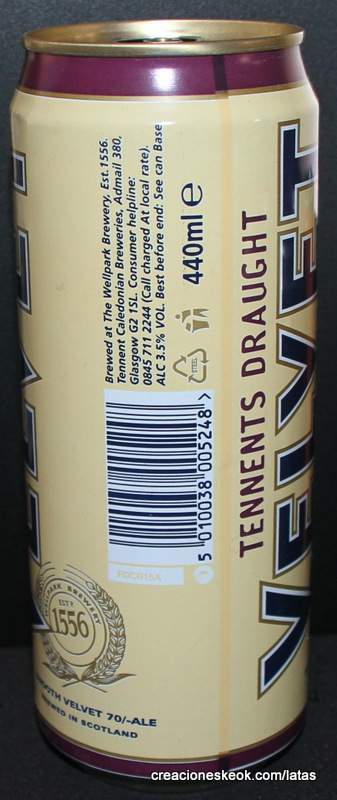 Brewed at The Wellpark Brewery, Est.1556.
Tennent Caledonian Breweries, Admail 380,
Glasgow G2 1SL. Consumer helpline:
0845 711 2244 (Call charged At local rate).
ALC 3.5% VOL. Best before end: See can Base
440ml e
STEEL
5 010038 005248 >
TENNENTS DRAUGHT
VELVET
BREWERY
ESTD
1556
VELVET 70/-ALE
IN SCOTLAND
creacioneskeok.com/latas